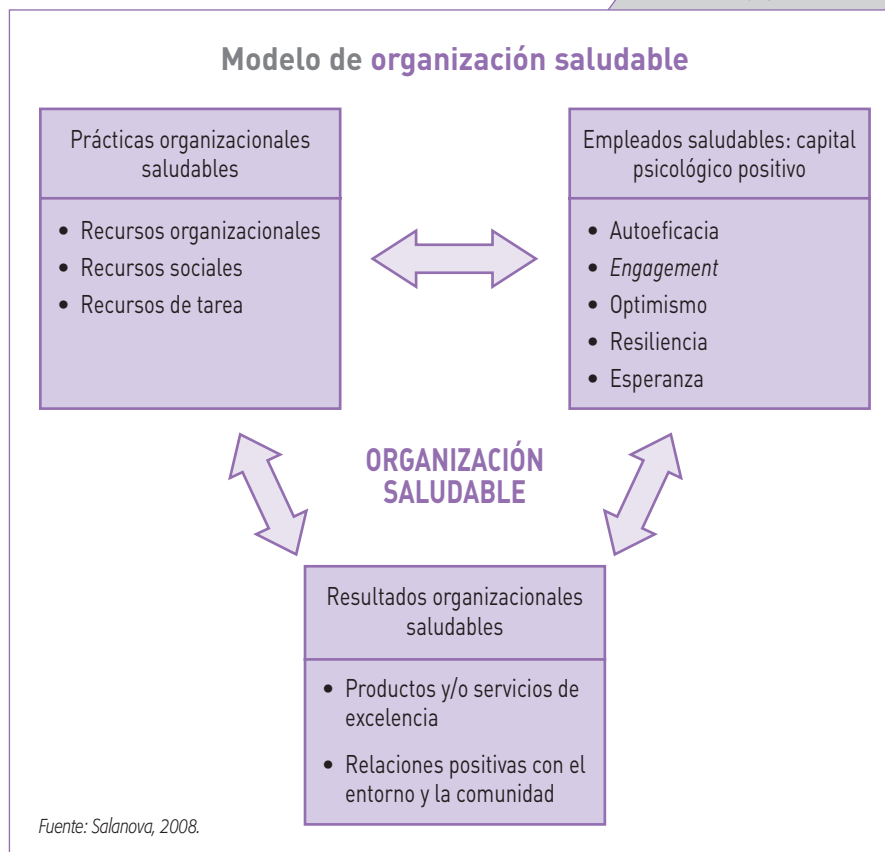 Modelo de organización saludable
Prácticas organizacionales
saludables
• Recursos organizacionales
• Recursos sociales
• Recursos de tarea
Empleados saludables: capital
psicológico positivo
• Autoeficacia
• Engagement
• Optimismo
• Resiliencia
• Esperanza
ORGANIZACIÓN
SALUDABLE
Resultados organizacionales
saludables
• Productos y/o servicios de
excelencia
• Relaciones positivas con el
entorno y la comunidad
Fuente: Salanova, 2008.